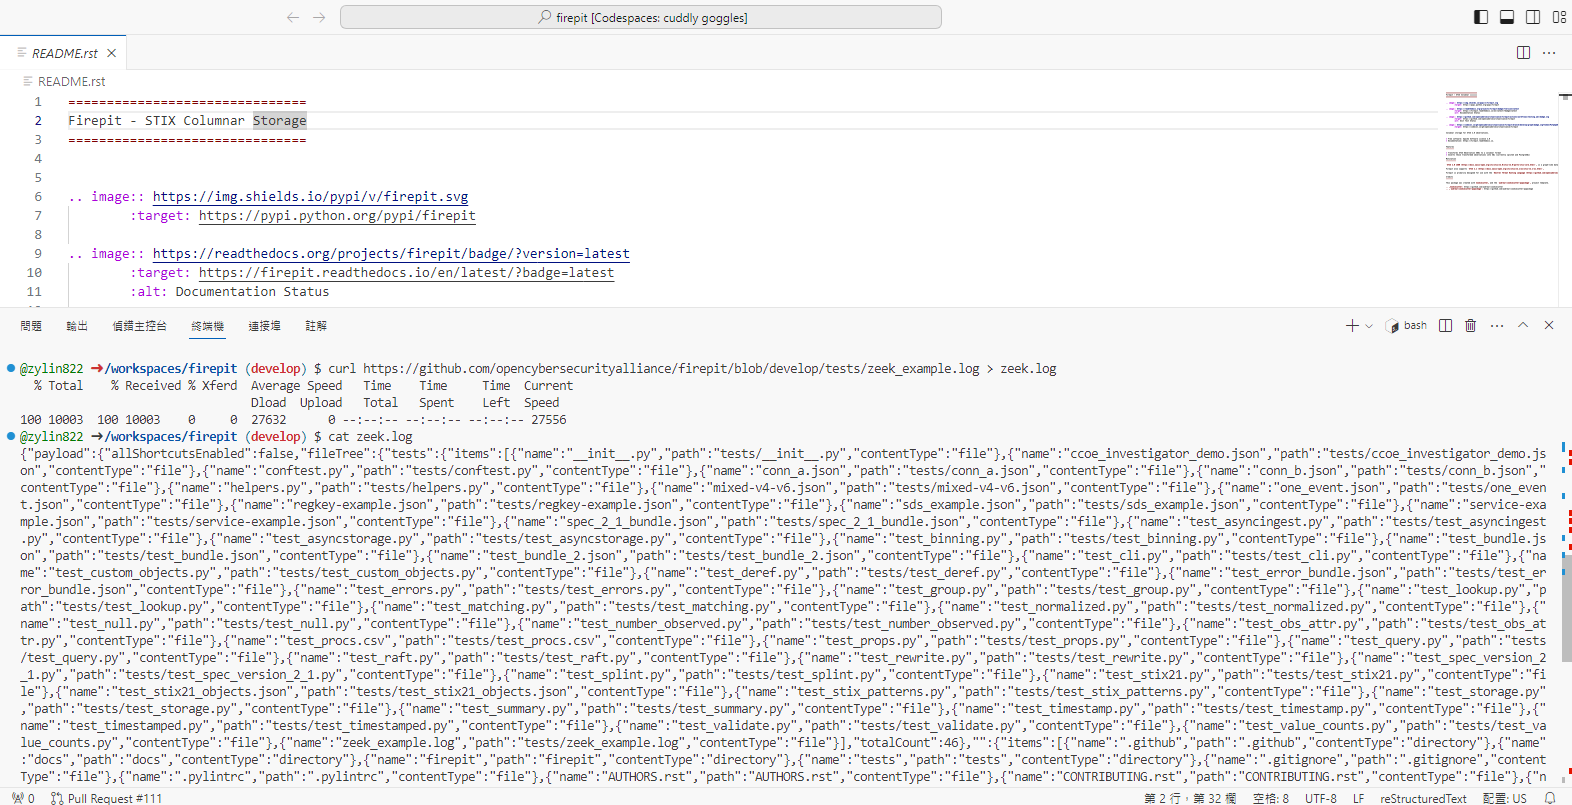 firepit [Codespaces: cuddly goggles]
README.rst
README.rst
1 ===============================
2 Firepit - STIX Columnar Storage
3 ===============================
4
5
6 .. image:: https://img.shields.io/pypi/v/firepit.svg
7 :target: https://pypi.python.org/pypi/firepit
8
9 .. image:: https://readthedocs.org/projects/firepit/badge/?version=latest
10 :target: https://firepit.readthedocs.io/en/latest/?badge=latest
11 :alt: Documentation Status
問題 輸出 偵錯主控台 終端機 連接埠 註解
bash
@zylin822 ➜/workspaces/firepit (develop) $ curl https://github.com/opencybersecurityalliance/firepit/blob/develop/tests/zeek_example.log > zeek.log
% Total % Received % Xferd Average Speed Time Time Time Current
Dload Upload Total Spent Left Speed
100 10003 100 10003 0 0 27632 0 --:--:-- --:--:-- --:--:-- 27556
@zylin822 ➜/workspaces/firepit (develop) $ cat zeek.log
{"payload":{"allShortcutsEnabled":false,"fileTree":{"tests":{"items":[{"name":"__init__.py","path":"tests/__init__.py","contentType":"file"},{"name":"ccoe_investigator_demo.json","path":"tests/ccoe_investigator_demo.js
on","contentType":"file"},{"name":"conftest.py","path":"tests/conftest.py","contentType":"file"},{"name":"conn_a.json","path":"tests/conn_a.json","contentType":"file"},{"name":"conn_b.json","path":"tests/conn_b.json","
contentType":"file"},{"name":"helpers.py","path":"tests/helpers.py","contentType":"file"},{"name":"mixed-v4-v6.json","path":"tests/mixed-v4-v6.json","contentType":"file"},{"name":"one_event.json","path":"tests/one_even
t.json","contentType":"file"},{"name":"regkey-example.json","path":"tests/regkey-example.json","contentType":"file"},{"name":"sds_example.json","path":"tests/sds_example.json","contentType":"file"},{"name":"service-exa
mple.json","path":"tests/service-example.json","contentType":"file"},{"name":"spec_2_1_bundle.json","path":"tests/spec_2_1_bundle.json","contentType":"file"},{"name":"test_asyncingest.py","path":"tests/test_asyncingest
.py","contentType":"file"},{"name":"test_asyncstorage.py","path":"tests/test_asyncstorage.py","contentType":"file"},{"name":"test_binning.py","path":"tests/test_binning.py","contentType":"file"},{"name":"test_bundle.js
on","path":"tests/test_bundle.json","contentType":"file"},{"name":"test_bundle_2.json","path":"tests/test_bundle_2.json","contentType":"file"},{"name":"test_cli.py","path":"tests/test_cli.py","contentType":"file"},{"na
me":"test_custom_objects.py","path":"tests/test_custom_objects.py","contentType":"file"},{"name":"test_deref.py","path":"tests/test_deref.py","contentType":"file"},{"name":"test_error_bundle.json","path":"tests/test_er
ror_bundle.json","contentType":"file"},{"name":"test_errors.py","path":"tests/test_errors.py","contentType":"file"},{"name":"test_group.py","path":"tests/test_group.py","contentType":"file"},{"name":"test_lookup.py","p
ath":"tests/test_lookup.py","contentType":"file"},{"name":"test_matching.py","path":"tests/test_matching.py","contentType":"file"},{"name":"test_normalized.py","path":"tests/test_normalized.py","contentType":"file"},{"
name":"test_null.py","path":"tests/test_null.py","contentType":"file"},{"name":"test_number_observed.py","path":"tests/test_number_observed.py","contentType":"file"},{"name":"test_obs_attr.py","path":"tests/test_obs_at
tr.py","contentType":"file"},{"name":"test_procs.csv","path":"tests/test_procs.csv","contentType":"file"},{"name":"test_props.py","path":"tests/test_props.py","contentType":"file"},{"name":"test_query.py","path":"tests
/test_query.py","contentType":"file"},{"name":"test_raft.py","path":"tests/test_raft.py","contentType":"file"},{"name":"test_rewrite.py","path":"tests/test_rewrite.py","contentType":"file"},{"name":"test_spec_version_2
_1.py","path":"tests/test_spec_version_2_1.py","contentType":"file"},{"name":"test_splint.py","path":"tests/test_splint.py","contentType":"file"},{"name":"test_stix21.py","path":"tests/test_stix21.py","contentType":"fi
le"},{"name":"test_stix21_objects.json","path":"tests/test_stix21_objects.json","contentType":"file"},{"name":"test_stix_patterns.py","path":"tests/test_stix_patterns.py","contentType":"file"},{"name":"test_storage.py"
,"path":"tests/test_storage.py","contentType":"file"},{"name":"test_summary.py","path":"tests/test_summary.py","contentType":"file"},{"name":"test_timestamp.py","path":"tests/test_timestamp.py","contentType":"file"},{"
name":"test_timestamped.py","path":"tests/test_timestamped.py","contentType":"file"},{"name":"test_validate.py","path":"tests/test_validate.py","contentType":"file"},{"name":"test_value_counts.py","path":"tests/test_va
lue_counts.py","contentType":"file"},{"name":"zeek_example.log","path":"tests/zeek_example.log","contentType":"file"}],"totalCount":46},"":{"items":[{"name":".github","path":".github","contentType":"directory"},{"name"
:"docs","path":"docs","contentType":"directory"},{"name":"firepit","path":"firepit","contentType":"directory"},{"name":"tests","path":"tests","contentType":"directory"},{"name":".gitignore","path":".gitignore","content
Type":"file"},{"name":".pylintrc","path":".pylintrc","contentType":"file"},{"name":"AUTHORS.rst","path":"AUTHORS.rst","contentType":"file"},{"name":"CONTRIBUTING.rst","path":"CONTRIBUTING.rst","contentType":"file"},{"n
0 Pull Request #111 第 2 行，第 32 欄 空格: 8 UTF-8 LF reStructuredText 配置: US